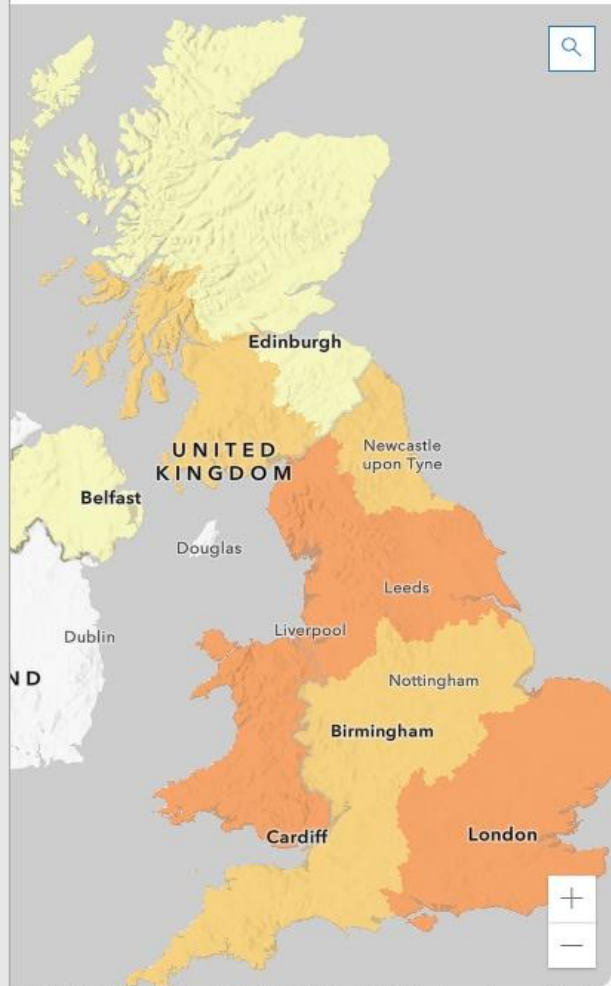 Edinburgh
UNITED
KINGDOM
Newcastle
upon Tyne
Belfast
Douglas
Leeds
Dublin
Liverpool
ND
Nottingham
Birmingham
Cardiff
London
+
−